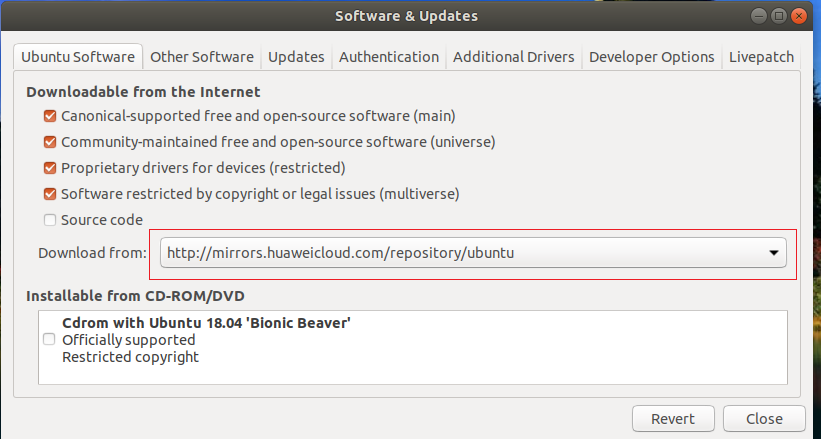 Software & Updates
Ubuntu Software Other Software Updates Authentication Additional Drivers Developer Options Livepatch
Downloadable from the Internet
Canonical-supported free and open-source software (main)
Community-maintained free and open-source software (universe)
Proprietary drivers for devices (restricted)
Software restricted by copyright or legal issues (multiverse)
Source code
Download from: http://mirrors.huaweicloud.com/repository/ubuntu
Installable from CD-ROM/DVD
Cdrom with Ubuntu 18.04 'Bionic Beaver'
Officially supported
Restricted copyright
Revert Close